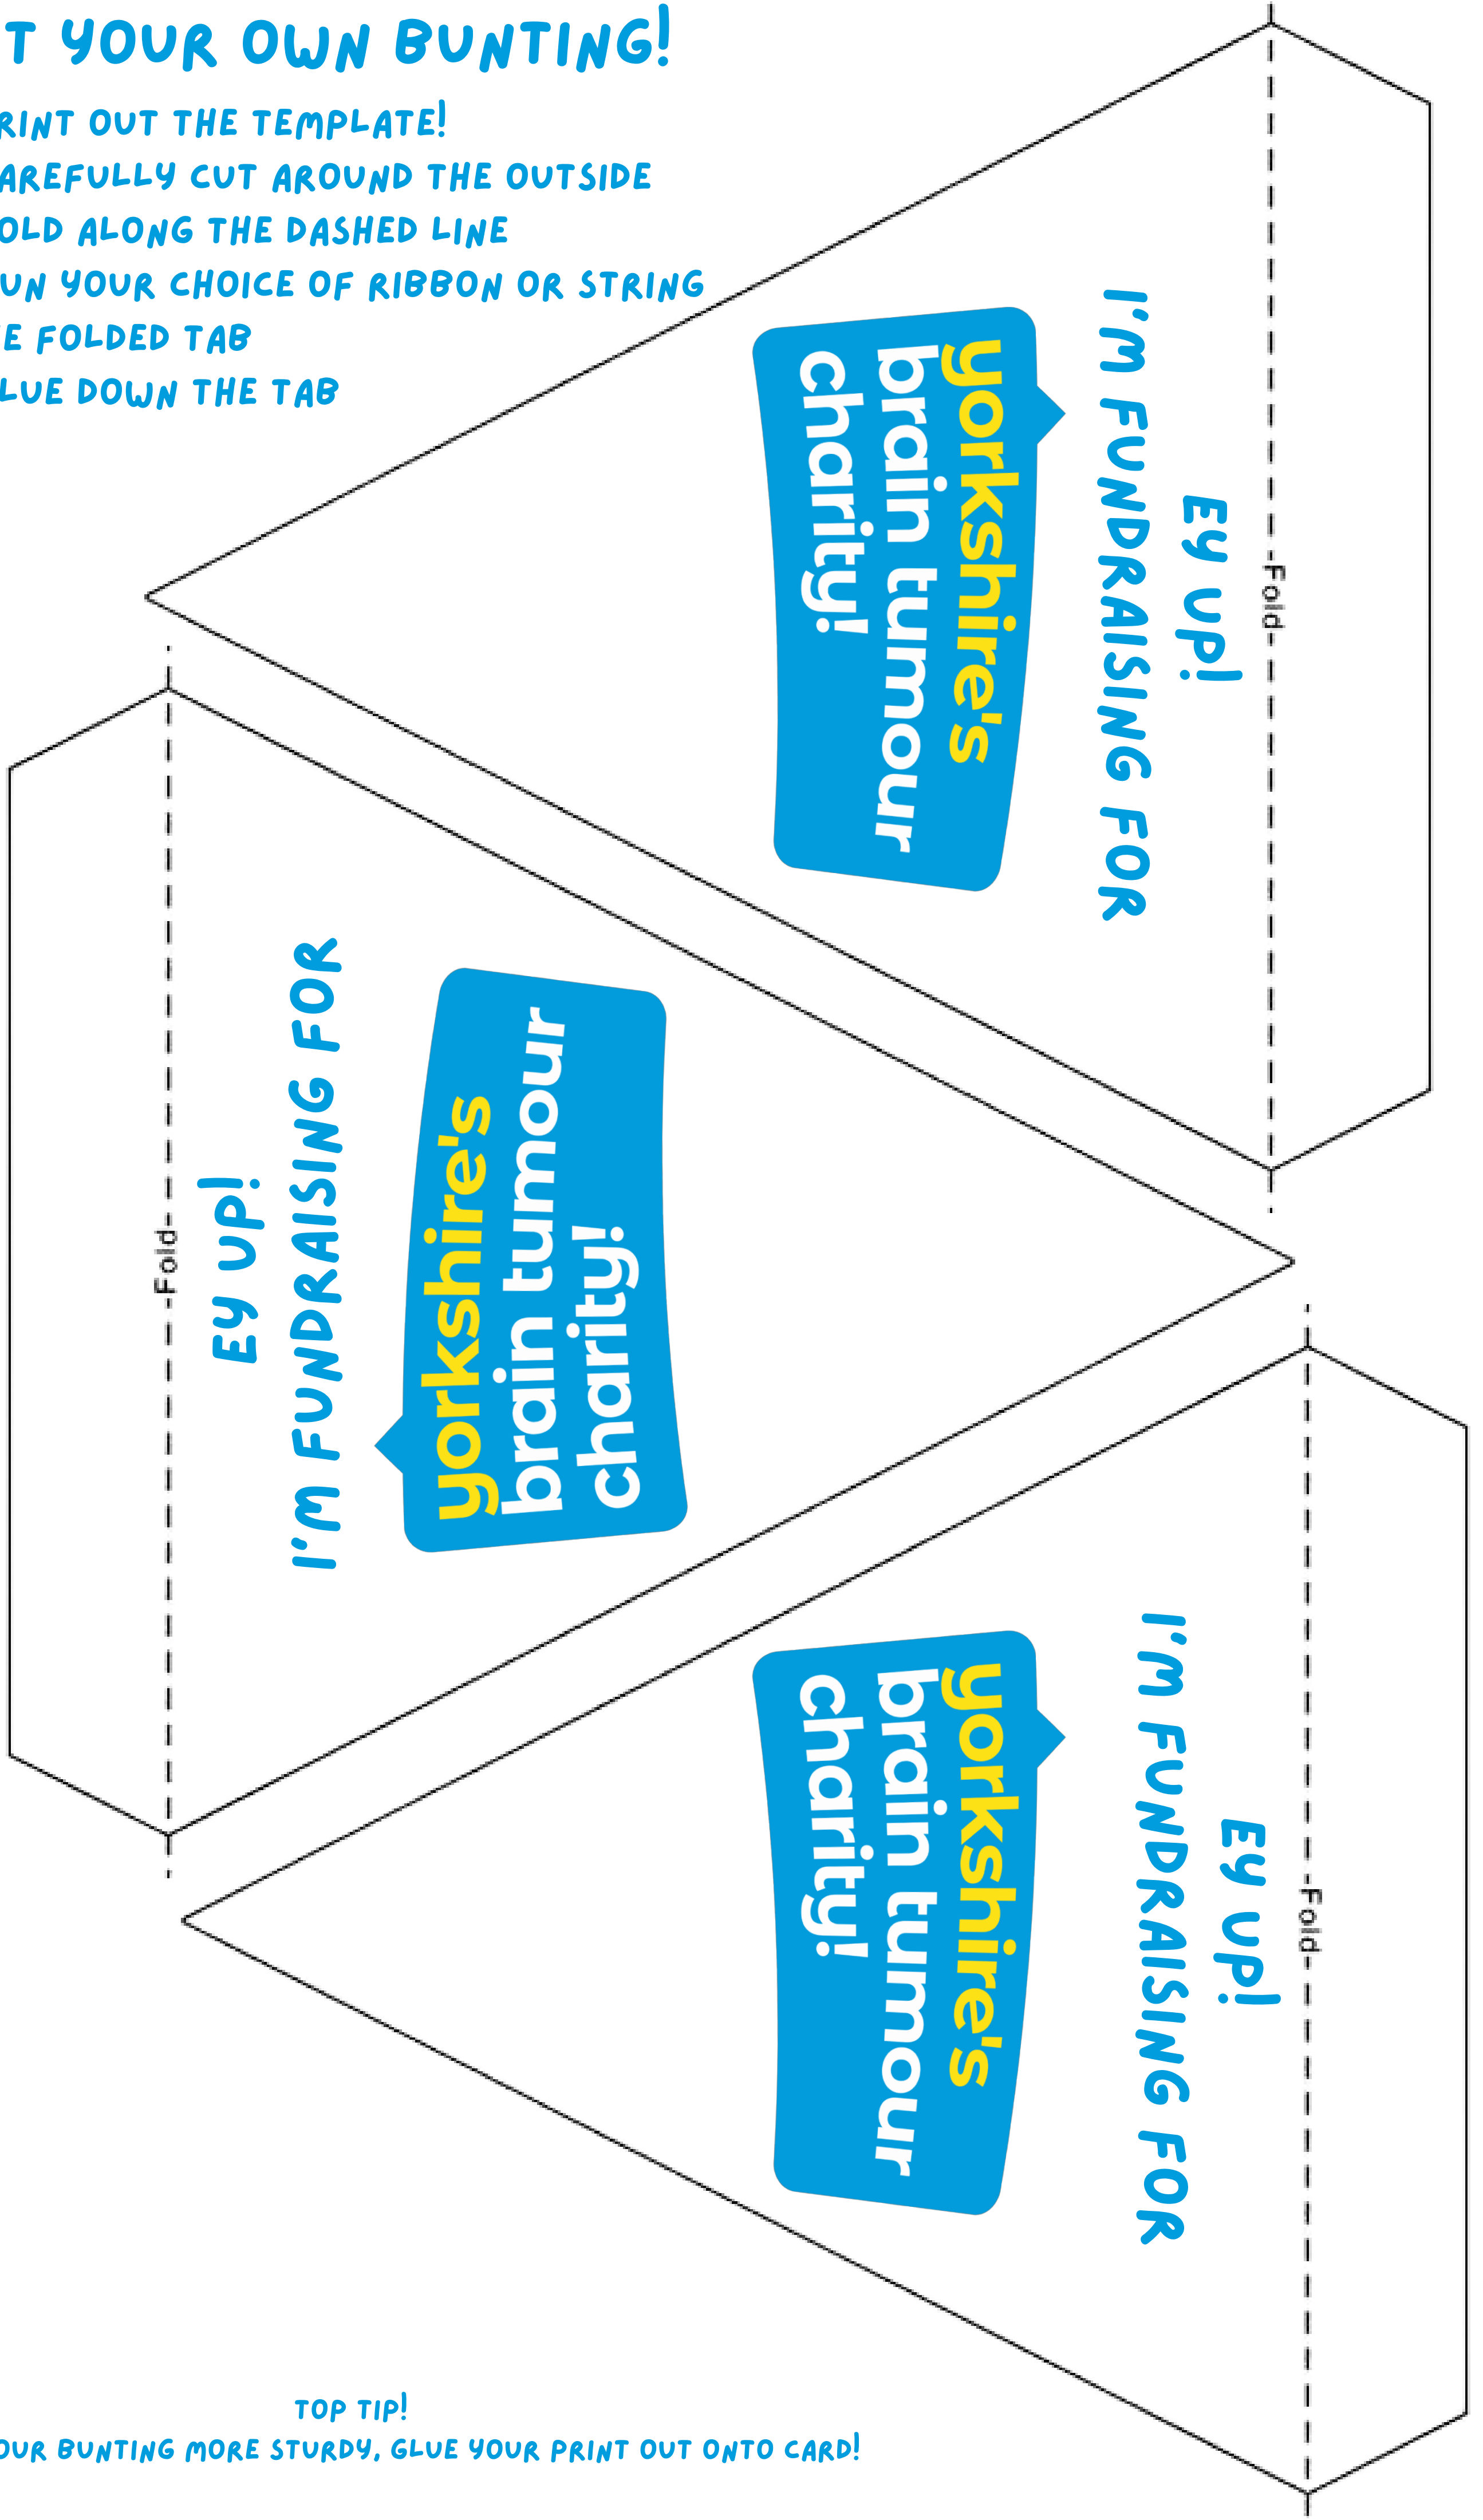 T YOUR OWN BUNTING!
RINT OUT THE TEMPLATE!
AREFULLY CUT AROUND THE OUTSIDE
OLD ALONG THE DASHED LINE
UN YOUR CHOICE OF RIBBON OR STRING
E FOLDED TAB
LUE DOWN THE TAB
Fold
EY UP!
I'M FUNDRAISING FOR
yorkshire's
brain tumour
charity!
Fold
EY UP!
I'M FUNDRAISING FOR
yorkshire's
brain tumour
charity!
Fold
EY UP!
I'M FUNDRAISING FOR
yorkshire's
brain tumour
charity!
TOP TIP!
OUR BUNTING MORE STURDY, GLUE YOUR PRINT OUT ONTO CARD!